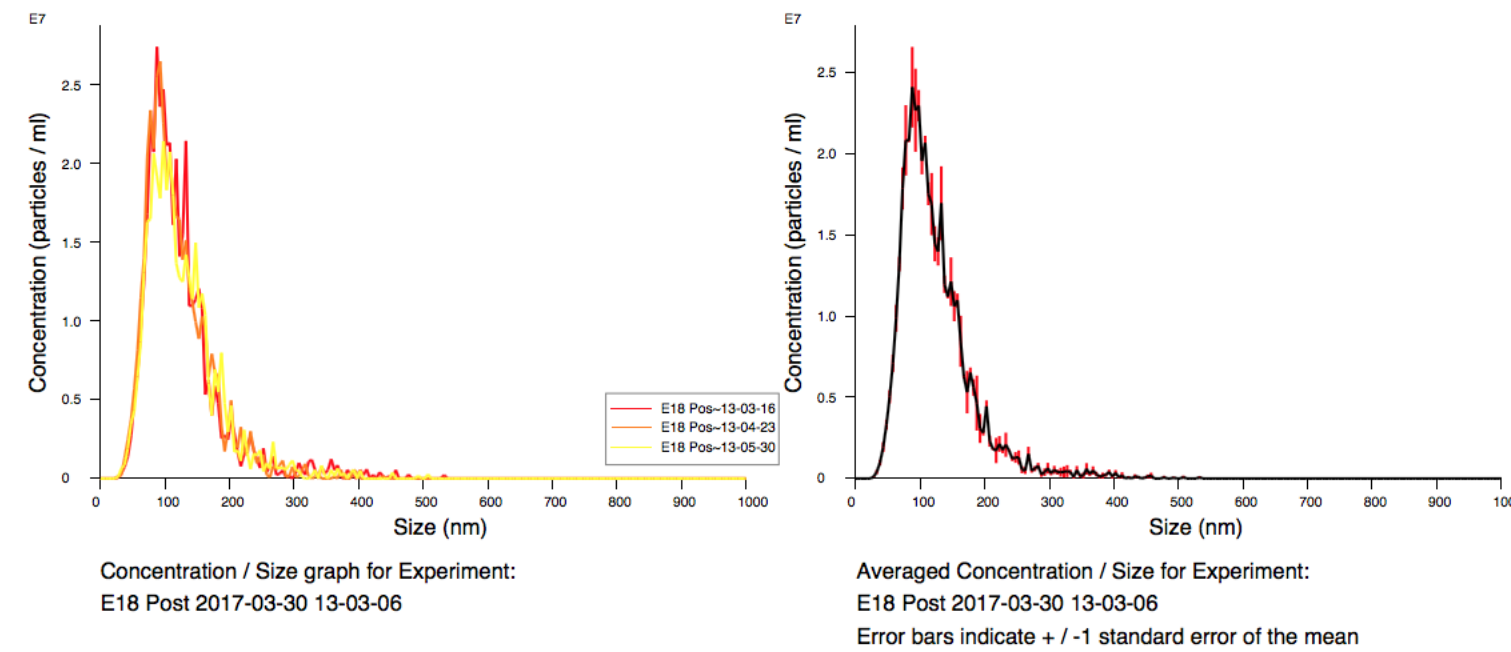 E7
2.5
2.0
1.5
1.0
0.5
0
Concentration (particles / ml)
0 100 200 300 400 500 600 700 800 900 1000
Size (nm)
E18 Pos~13-03-16
E18 Pos~13-04-23
E18 Pos~13-05-30
Concentration / Size graph for Experiment:
E18 Post 2017-03-30 13-03-06
E7
2.5
2.0
1.5
1.0
0.5
0
Concentration (particles / ml)
0 100 200 300 400 500 600 700 800 900 100
Size (nm)
Averaged Concentration / Size for Experiment:
E18 Post 2017-03-30 13-03-06
Error bars indicate + / -1 standard error of the mean